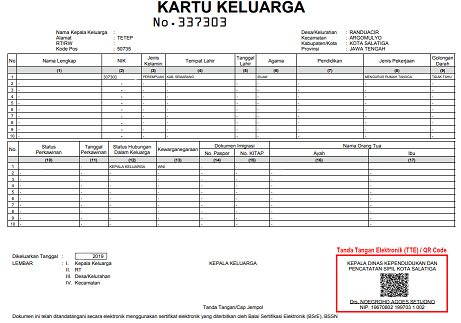 KARTU KELUARGA
No.337303
Nama Kepala Keluarga :
Alamat : TETEP
RT/RW :
Kode Pos : 50735
Desa/Kelurahan : RANDUACIR
Kecamatan : ARGOMULYO
Kabupaten/Kota : KOTA SALATIGA
Provinsi : JAWA TENGAH
No. Nama Lengkap NIK Jenis Kelamin Tempat Lahir Tanggal Lahir Agama Pendidikan Jenis Pekerjaan Golongan Darah
(1) (2) (3) (4) (5) (6) (7) (8) (9)
1 337303 PEREMPUAN KAB. SEMARANG ISLAM MENGURUS RUMAH TANGGA TIDAK TAHU
2 -
3 -
4 -
5 -
6 -
7 -
8 -
9 -
10 -
No. Status Perkawinan Tanggal Perkawinan Status Hubungan Dalam Keluarga Kewarganegaraan Dokumen Imigrasi Nama Orang Tua
No. Paspor No. KITAP Ayah Ibu
(10) (11) (12) (13) (14) (15) (16) (17)
1 KEPALA KELUARGA WNI
2 -
3 -
4 -
5 -
6 -
7 -
8 -
9 -
10 -
Dikeluarkan Tanggal : 2019
LEMBAR : I. Kepala Keluarga
II. RT
III. Desa/Kelurahan
IV. Kecamatan
KEPALA KELUARGA
Tanda Tangan/Cap Jempol
Tanda Tangan Elektronik (TTE) / QR Code
KEPALA DINAS KEPENDUDUKAN DAN
PENCATATAN SIPIL KOTA SALATIGA
Drs. NOEGROHO AGOES SETIJONO
NIP. 19670802 199703 1 002
Dokumen ini telah ditandatangani secara elektronik menggunakan sertifikat elektronik yang diterbitkan oleh Balai Sertifikasi Elektronik (BSrE), BSSN